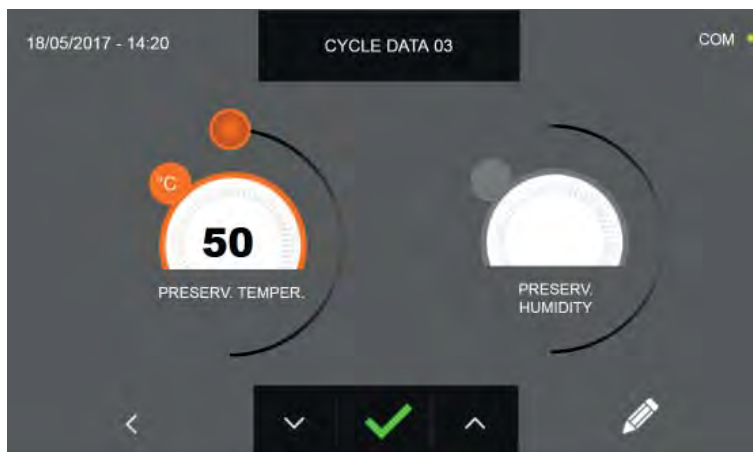 18/05/2017 - 14:20
CYCLE DATA 03
COM
°C
50
PRESERV. TEMPER.
PRESERV.
HUMIDITY